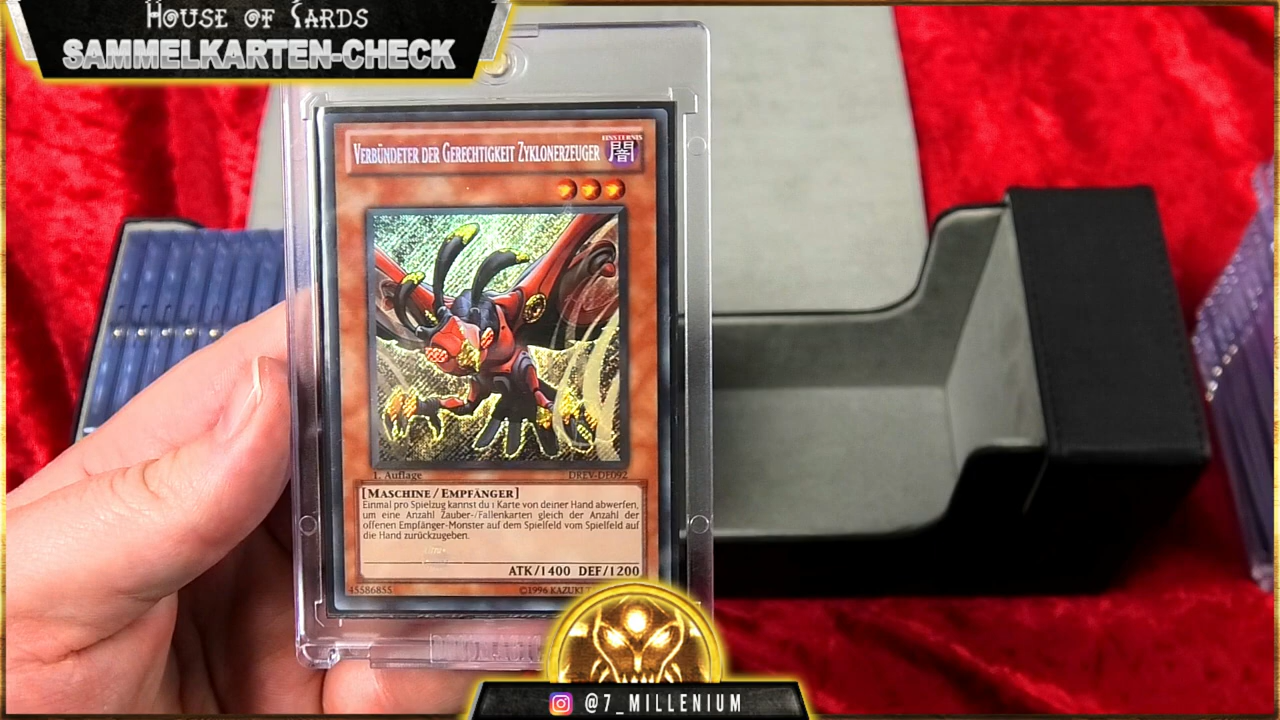 House of Cards
SAMMELKARTEN-CHECK
VERBÜNDETER DER GERECHTIGKEIT ZYKLONERZEUGER
FINSTERNIS
闇
1. Auflage
DREV-DE092
[MASCHINE/EMPFÄNGER]
Einmal pro Spielzug kannst du 1 Karte von deiner Hand abwerfen,
um eine Anzahl Zauber-/Fallenkarten gleich der Anzahl der
offenen Empfänger-Monster auf dem Spielfeld vom Spielfeld auf
die Hand zurückzugeben.
ATK/1400 DEF/1200
45586855
©1996 KAZUKI
@7_MILLENIUM